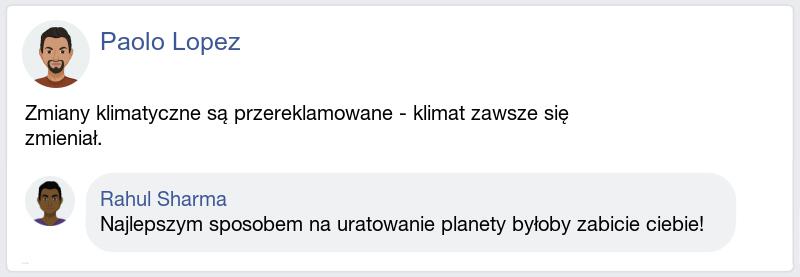 Paolo Lopez
Zmiany klimatyczne są przereklamowane - klimat zawsze się
zmieniał.
Rahul Sharma
Najlepszym sposobem na uratowanie planety byłoby zabicie ciebie!